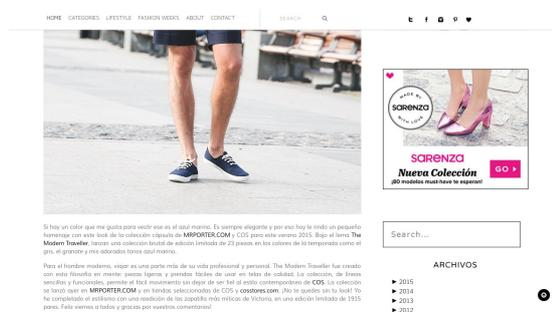 HOME CATEGORIES LIFESTYLE FASHION WEEKS ABOUT CONTACT
SEARCH
MADE BY
SARENZA
WITH LOVE
SARENZA
Nueva Colección
¡80 modelos must-have te esperan!
GO
Si hay un color que me gusta para vestir ese es el azul marina. Es siempre elegante y por eso hoy le rindo un pequeño
homenaje con este look de la colección cápsula de MRPORTER.COM y COS para este verano 2015. Bajo el lema The
Modern Traveller, lanzan una colección brutal de edición limitada de 23 piezas en los colores de la temporada como el
gris, el granate y mis adorados tonos azul marino.
Para el hombre moderno, viajar es una parte más de su vida profesional y personal. The Modern Traveller fue creado
con esta filosofía en mente: piezas ligeras y prendas fáciles de usar en telas de calidad. La colección, de líneas
sencillas y funcionales, permite el fácil movimiento sin dejar de ser fiel al estilo contemporáneo de COS. La colección
se lanzó ayer en MRPORTER.COM y en tiendas seleccionadas de COS y cosstores.com. ¡No te quedes sin tu look! Yo
he completado el estilismo con una reedición de las zapatilla más míticas de Victoria, en una edición limitada de 1915
pares. Feliz viernes a todos y gracias por vuestros comentarios!
Search...
ARCHIVOS
► 2015
► 2014
► 2013
► 2012